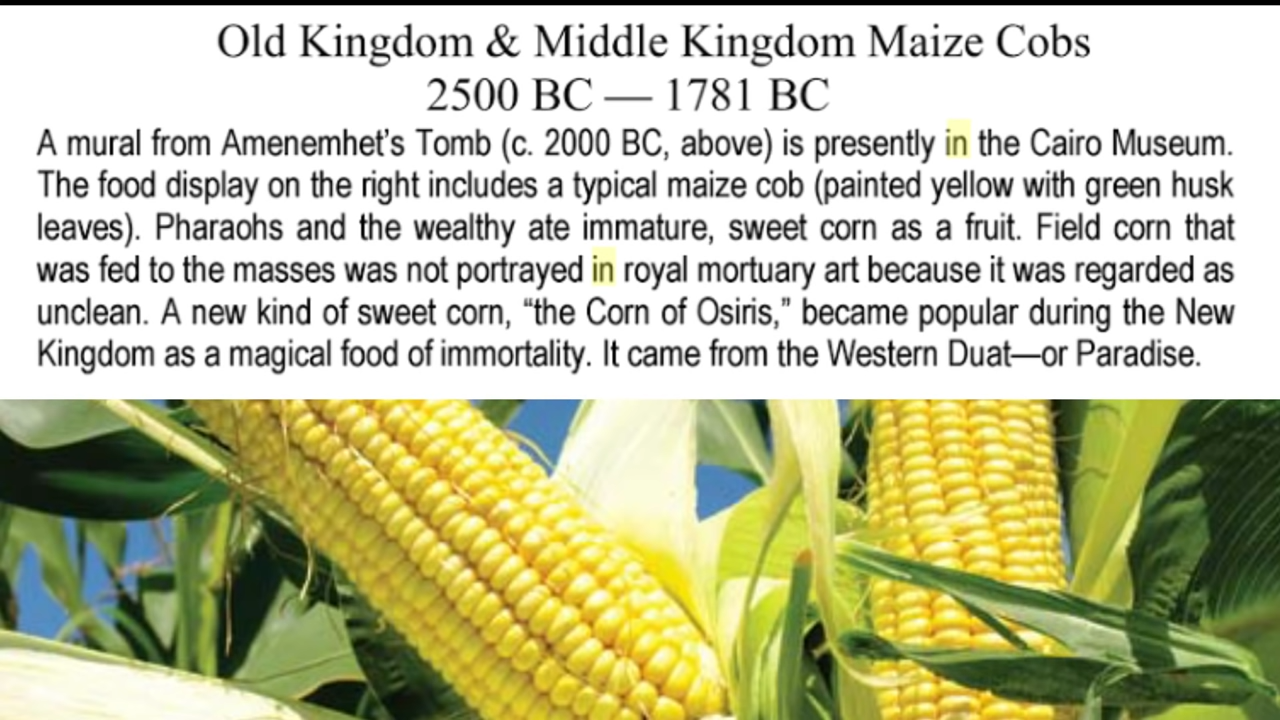 Old Kingdom & Middle Kingdom Maize Cobs
2500 BC — 1781 BC
A mural from Amenemhet’s Tomb (c. 2000 BC, above) is presently in the Cairo Museum.
The food display on the right includes a typical maize cob (painted yellow with green husk
leaves). Pharaohs and the wealthy ate immature, sweet corn as a fruit. Field corn that
was fed to the masses was not portrayed in royal mortuary art because it was regarded as
unclean. A new kind of sweet corn, “the Corn of Osiris,” became popular during the New
Kingdom as a magical food of immortality. It came from the Western Duat—or Paradise.